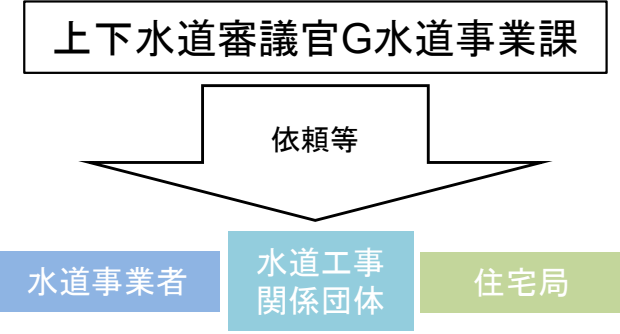 上下水道審議官G水道事業課
依頼等
水道事業者
水道工事
関係団体
住宅局